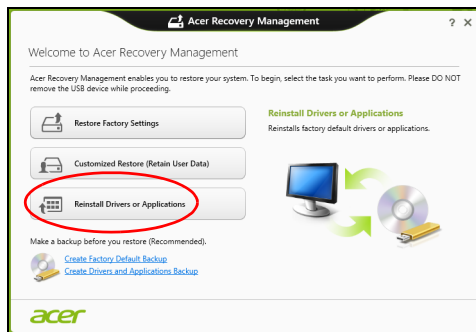 Acer Recovery Management
? ×
Welcome to Acer Recovery Management
Acer Recovery Management enables you to restore your system. To begin, select the task you want to perform. Please DO NOT
remove the USB device while proceeding.
Restore Factory Settings
Customized Restore (Retain User Data)
Reinstall Drivers or Applications
Reinstall Drivers or Applications
Reinstalls factory default drivers or applications.
Make a backup before you restore (Recommended).
Create Factory Default Backup
Create Drivers and Applications Backup
acer